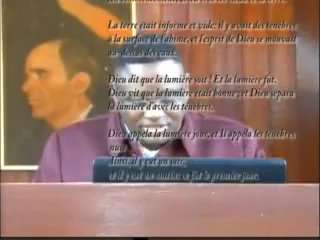 La terre était informe et vide: il y avait des ténèbres
à la surface de l'abîme, et l'esprit de Dieu se mouvait
au-dessus des eaux.
Dieu dit que la lumière soit ! Et la lumière fut.
Dieu vit que la lumière était bonne ; et Dieu sépara
la lumière d'avec les ténèbres.
Dieu appela la lumière jour, et Il appela les ténèbres
nuit
Ainsi, il y eut un soir,
et il y eut un matin: ce fut le premier jour.